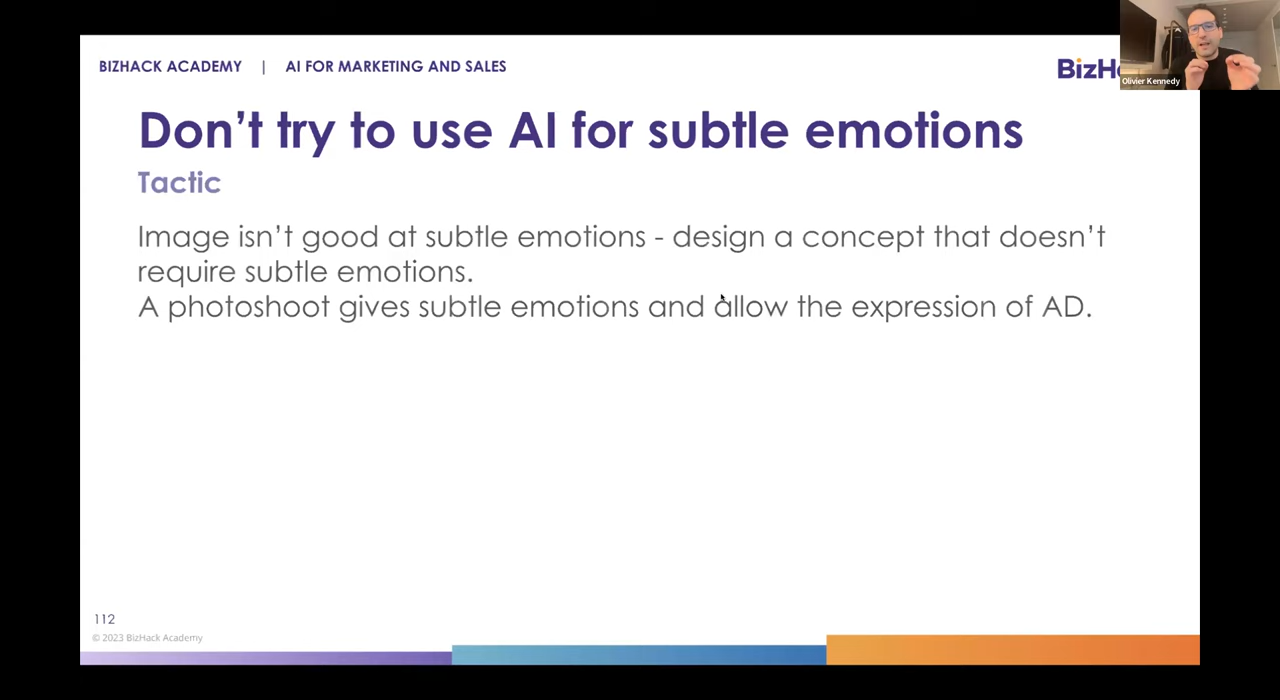 BIZHACK ACADEMY | AI FOR MARKETING AND SALES
BizH
Olivier Kennedy
Don't try to use AI for subtle emotions
Tactic
Image isn't good at subtle emotions - design a concept that doesn't
require subtle emotions.
A photoshoot gives subtle emotions and allow the expression of AD.
112
© 2023 BizHack Academy